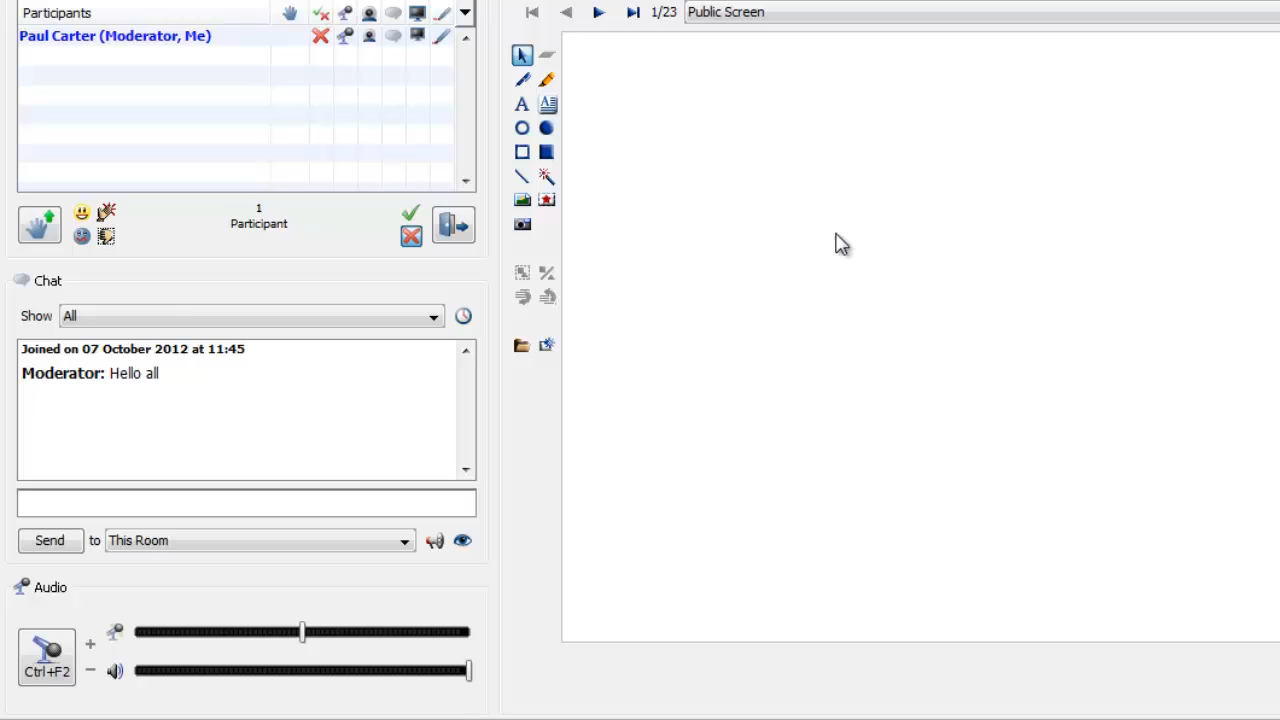 Participants
1/23 Public Screen
Paul Carter (Moderator, Me)
A
1
Participant
Chat
Show All
Joined on 07 October 2012 at 11:45
Moderator: Hello all
Send to This Room
Audio
Ctrl+F2